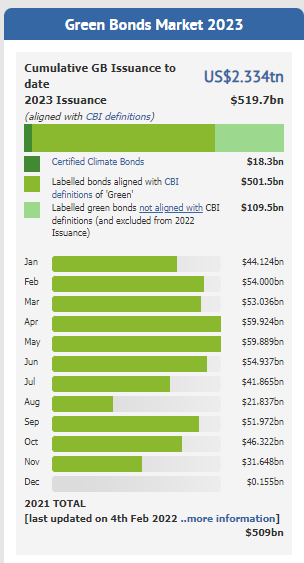 Green Bonds Market 2023
Cumulative GB Issuance to date US$2.334tn
2023 Issuance $519.7bn
(aligned with CBI definitions)
Certified Climate Bonds $18.3bn
Labelled bonds aligned with CBI definitions of 'Green' $501.5bn
Labelled green bonds not aligned with CBI definitions (and excluded from 2022 Issuance) $109.5bn
Jan $44.124bn
Feb $54.000bn
Mar $53.036bn
Apr $59.924bn
May $59.889bn
Jun $54.937bn
Jul $41.865bn
Aug $21.837bn
Sep $51.972bn
Oct $46.322bn
Nov $31.648bn
Dec $0.155bn
2021 TOTAL
[last updated on 4th Feb 2022 ..more information]
$509bn